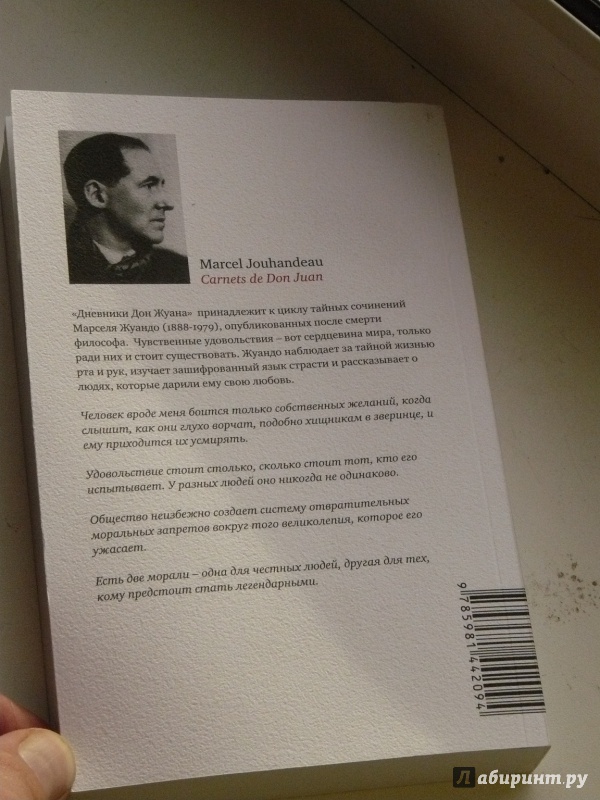 Marcel Jouhandeau
Carnets de Don Juan
«Дневники Дон Жуана» принадлежит к циклу тайных сочинений
Марселя Жуандо (1888-1979), опубликованных после смерти
философа. Чувственные удовольствия – вот сердцевина мира, только
ради них и стоит существовать. Жуандо наблюдает за тайной жизнью
рта и рук, изучает зашифрованный язык страсти и рассказывает о
людях, которые дарили ему свою любовь.
Человек вроде меня боится только собственных желаний, когда
слышит, как они глухо ворчат, подобно хищникам в зверинце, и
ему приходится их усмирять.
Удовольствие стоит столько, сколько стоит тот, кто его
испытывает. У разных людей оно никогда не одинаково.
Общество неизбежно создает систему отвратительных
моральных запретов вокруг того великолепия, которое его
ужасает.
Есть две морали – одна для честных людей, другая для тех,
кому предстоит стать легендарными.
9 785981 442094
Лабиринт.ру